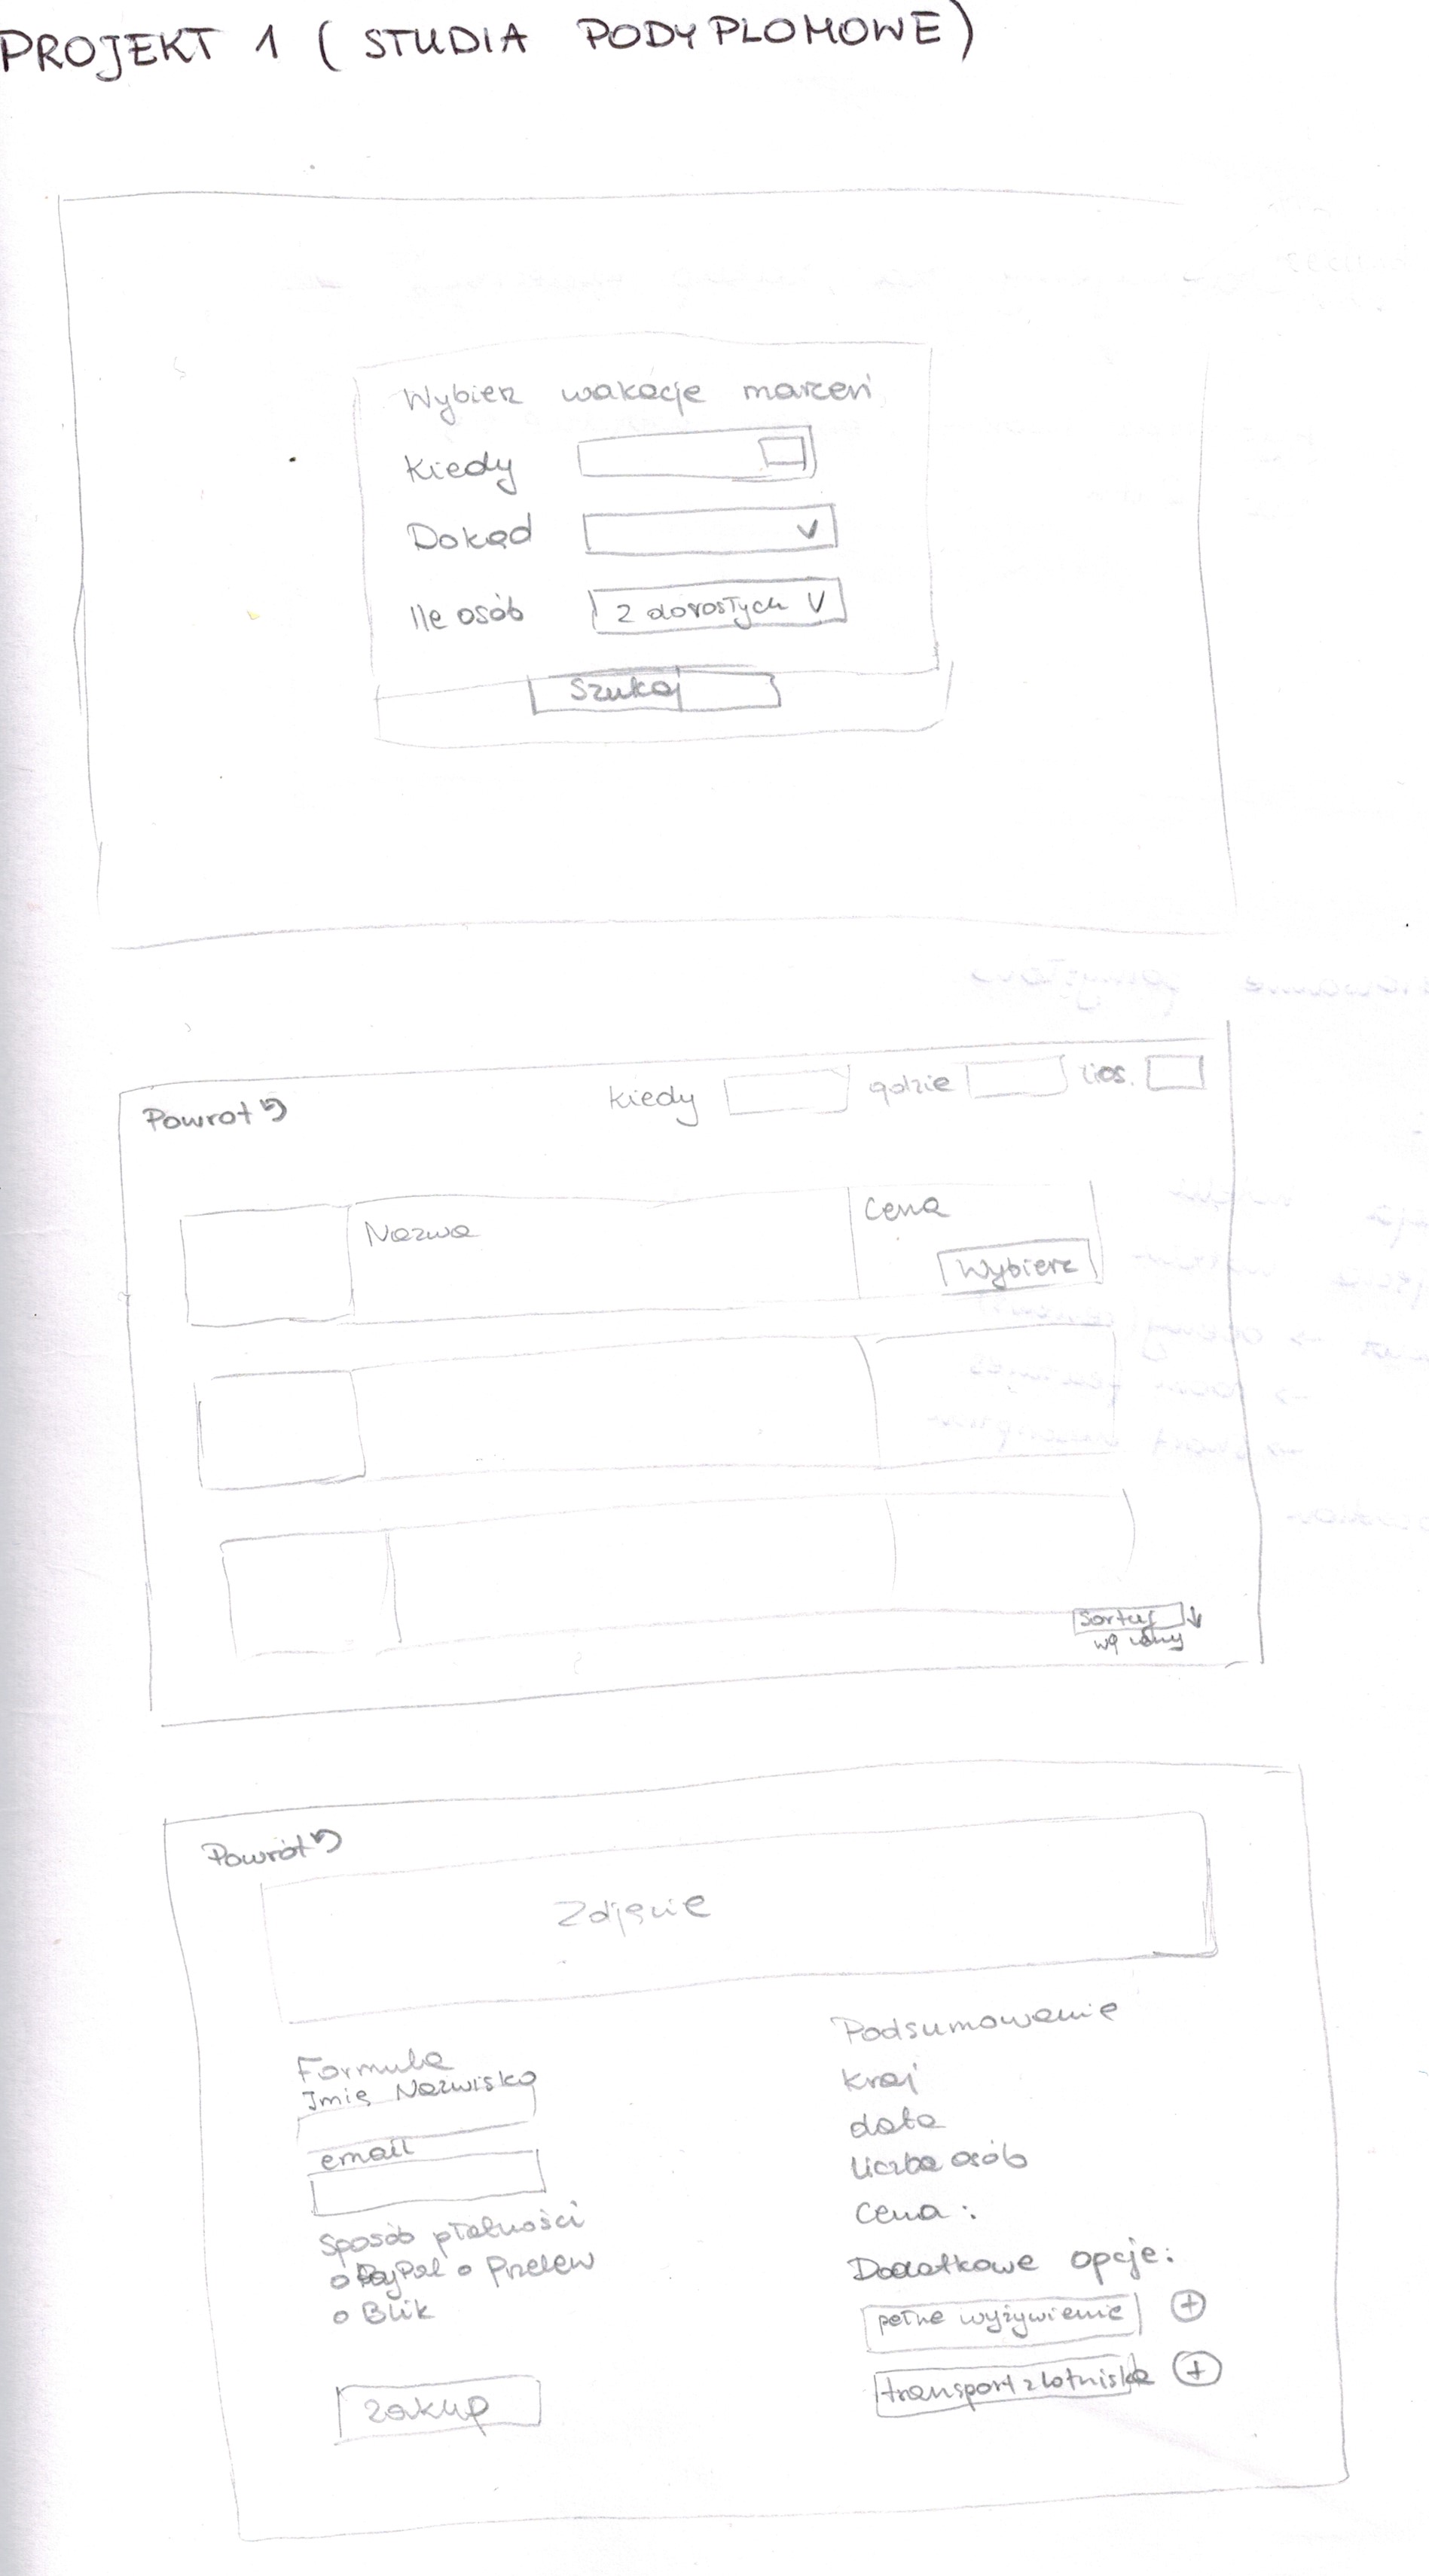 PROJEKT 1 ( STUDIA PODYPLOMOWE )
Wybierz wakacje marzeń
Kiedy
Dokąd V
Ile osób 2 dorosłych V
Szukaj
Powrot kiedy gdzie l.os.
Nazwa Cena
Wybierz
Sortuj ↓
wg ceny
Powrót
Zdjęcie
Podsumowanie
Formula
Imię Nazwisko
kraj
data
email
liczba osób
Sposób płatności
Cena :
o PayPal o Przelew
Dodatkowe opcje:
o Blik
pełne wyżywienie +
transport z lotniska +
zakup